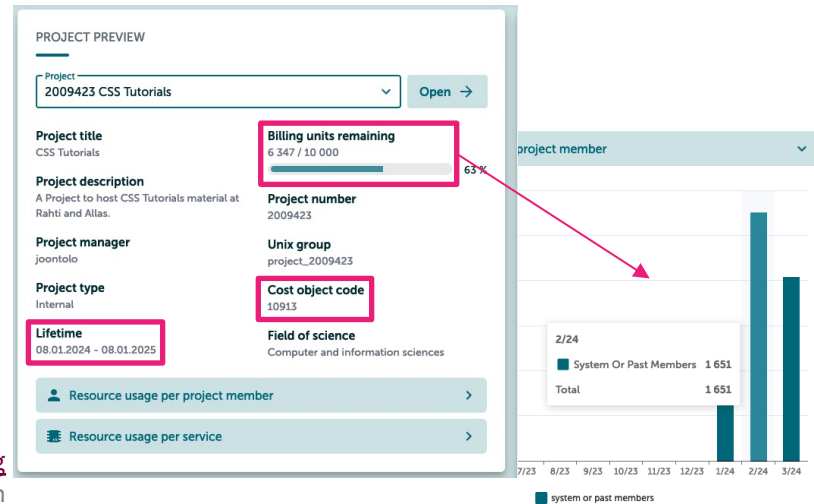 PROJECT PREVIEW
Project
2009423 CSS Tutorials
Open →
Project title
CSS Tutorials
Project description
A Project to host CSS Tutorials material at
Rahti and Allas.
Project manager
joontolo
Project type
Internal
Lifetime
08.01.2024 - 08.01.2025
Billing units remaining
6 347 / 10 000
63 %
Project number
2009423
Unix group
project_2009423
Cost object code
10913
Field of science
Computer and information sciences
Resource usage per project member
Resource usage per service
project member
2/24
System Or Past Members 1 651
Total 1 651
7/23 8/23 9/23 10/23 11/23 12/23 1/24 2/24 3/24
system or past members